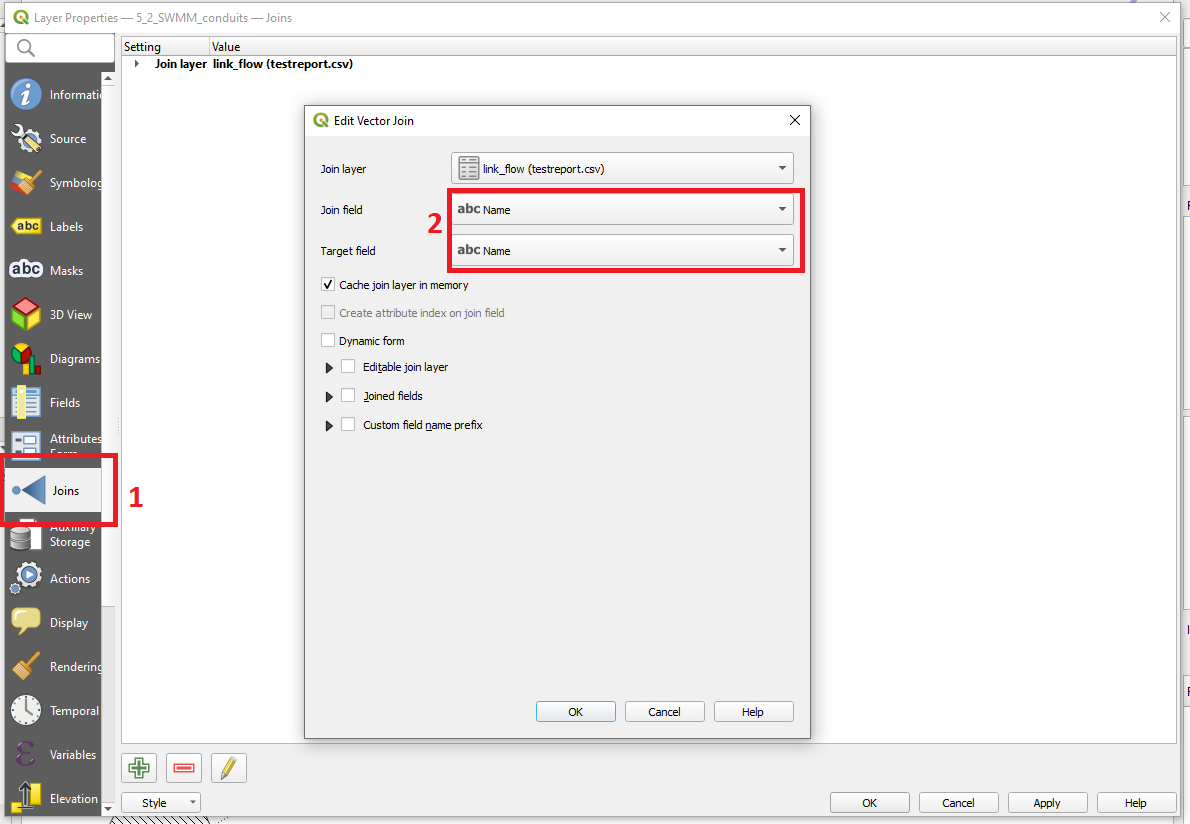 Layer Properties — 5_2_SWMM_conduits — Joins
Setting Value
Join layer link_flow (testreport.csv)
Informati
Source
Symbolog
abc Labels
abc Masks
3D View
Diagrams
Fields
Attributes
Form
Joins
1
Auxiliary
Storage
Actions
Display
Rendering
Temporal
Variables
Elevation
Edit Vector Join
Join layer link_flow (testreport.csv)
Join field abc Name
2
Target field abc Name
Cache join layer in memory
Create attribute index on join field
Dynamic form
Editable join layer
Joined fields
Custom field name prefix
OK Cancel Help
Style OK Cancel Apply Help